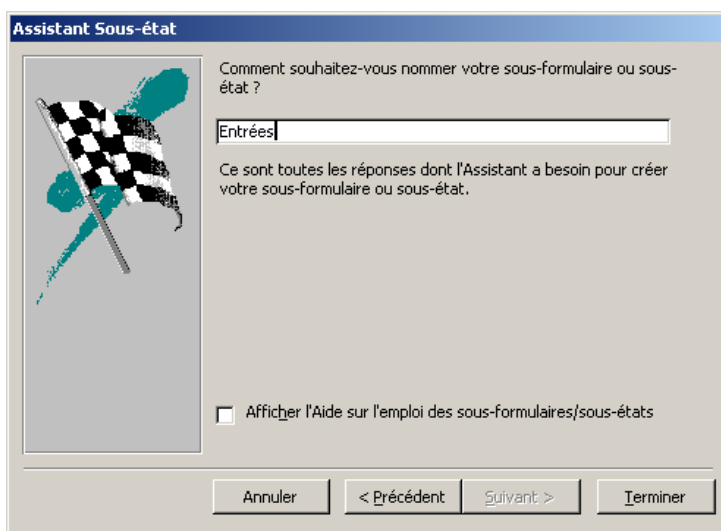 Assistant Sous-état
Comment souhaitez-vous nommer votre sous-formulaire ou sous-
état ?
Entrées
Ce sont toutes les réponses dont l'Assistant a besoin pour créer
votre sous-formulaire ou sous-état.
Afficher l'Aide sur l'emploi des sous-formulaires/sous-états
Annuler
< Précédent
Suivant >
Terminer